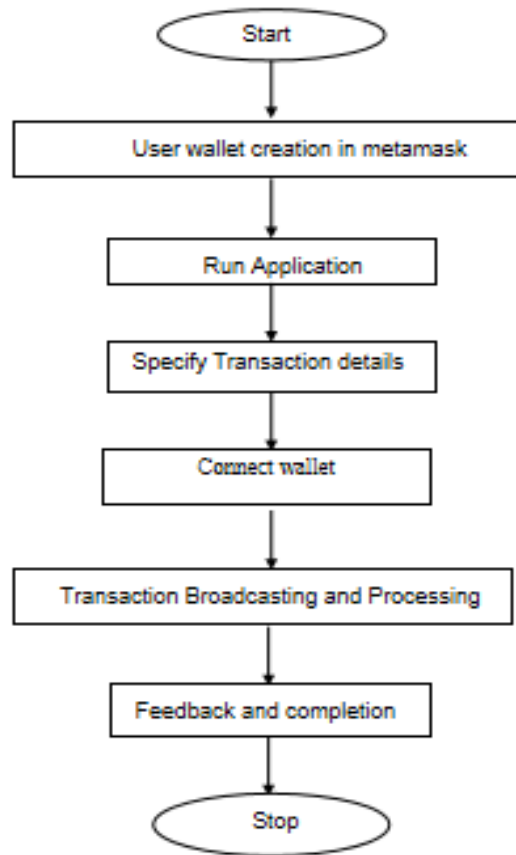 Start
User wallet creation in metamask
Run Application
Specify Transaction details
Connect wallet
Transaction Broadcasting and Processing
Feedback and completion
Stop